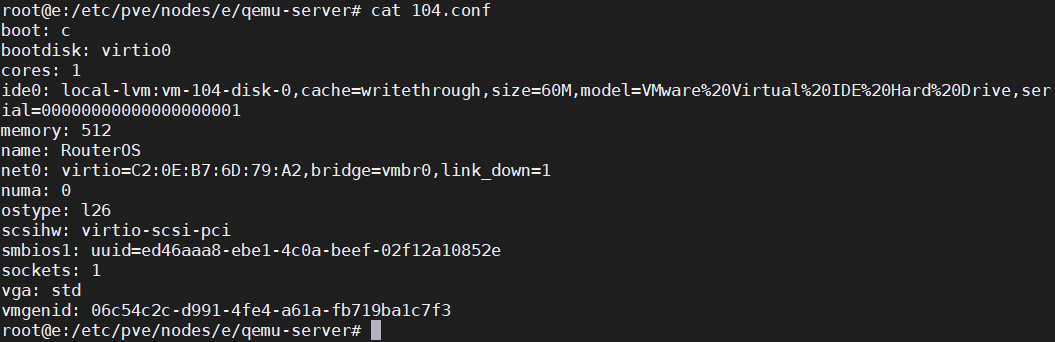 root@e:/etc/pve/nodes/e/qemu-server# cat 104.conf
boot: c
bootdisk: virtio0
cores: 1
ide0: local-lvm:vm-104-disk-0,cache=writethrough,size=60M,model=VMware%20Virtual%20IDE%20Hard%20Drive,ser
ial=00000000000000000001
memory: 512
name: RouterOS
net0: virtio=C2:0E:B7:6D:79:A2,bridge=vmbr0,link_down=1
numa: 0
ostype: l26
scsihw: virtio-scsi-pci
smbios1: uuid=ed46aaa8-ebe1-4c0a-beef-02f12a10852e
sockets: 1
vga: std
vmgenid: 06c54c2c-d991-4fe4-a61a-fb719ba1c7f3
root@e:/etc/pve/nodes/e/qemu-server#